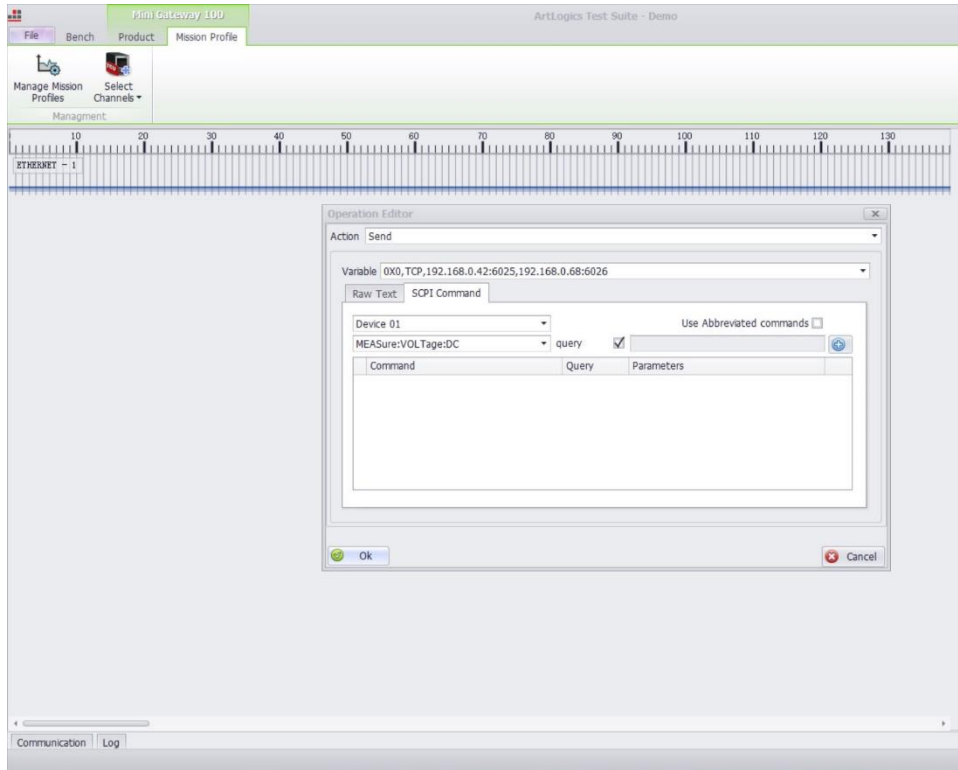 Mini Gateway 100 ArtLogics Test Suite - Demo
File Bench Product Mission Profile
Manage Mission Profiles Select Channels
Managment
10 20 30 40 50 60 70 80 90 100 110 120 130
ETHERNET - 1
Operation Editor
Action Send
Variable 0X0,TCP,192.168.0.42:6025,192.168.0.68:6026
Raw Text SCPI Command
Device 01 Use Abbreviated commands
MEASure:VOLTage:DC query
Command Query Parameters
Ok Cancel
Communication Log